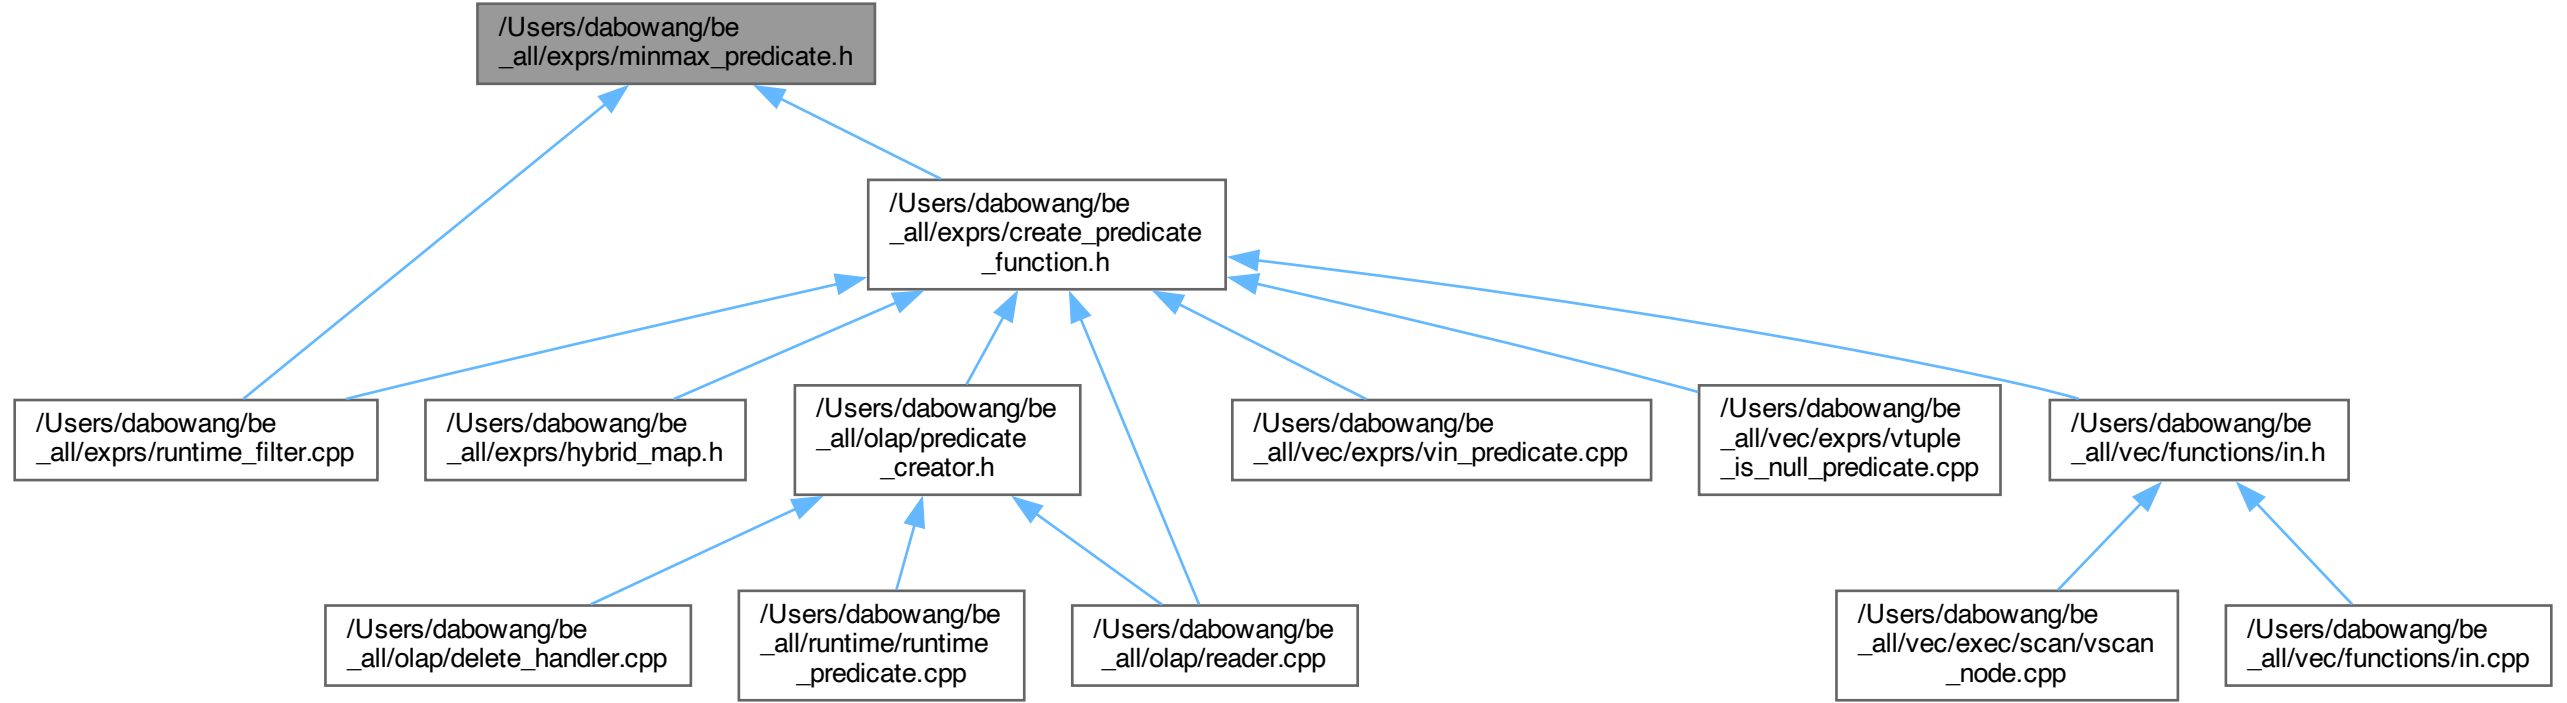 /Users/dabowang/be
_all/exprs/minmax_predicate.h
/Users/dabowang/be
_all/exprs/create_predicate
_function.h
/Users/dabowang/be
_all/exprs/runtime_filter.cpp
/Users/dabowang/be
_all/exprs/hybrid_map.h
/Users/dabowang/be
_all/olap/predicate
_creator.h
/Users/dabowang/be
_all/vec/exprs/vin_predicate.cpp
/Users/dabowang/be
_all/vec/exprs/vtuple
_is_null_predicate.cpp
/Users/dabowang/be
_all/vec/functions/in.h
/Users/dabowang/be
_all/olap/delete_handler.cpp
/Users/dabowang/be
_all/runtime/runtime
_predicate.cpp
/Users/dabowang/be
_all/olap/reader.cpp
/Users/dabowang/be
_all/vec/exec/scan/vscan
_node.cpp
/Users/dabowang/be
_all/vec/functions/in.cpp